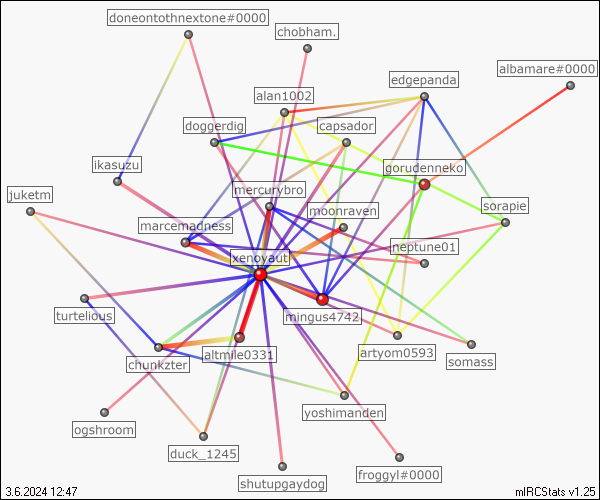 doneontothnextone#0000
chobham.
albamare#0000
edgepanda
alan1002
doggerdig
capsador
gorudenneko
ikasuzu
juketm
mercurybro
moonraven
sorapie
marcemadness
neptune01
xenoyaut
turtelious
mingus4742
artyom0593
somass
chunkzter
altmile0331
yoshimanden
ogshroom
duck_1245
shutupgaydog
froggyl#0000
3.6.2024 12:47
mIRCStats v1.25